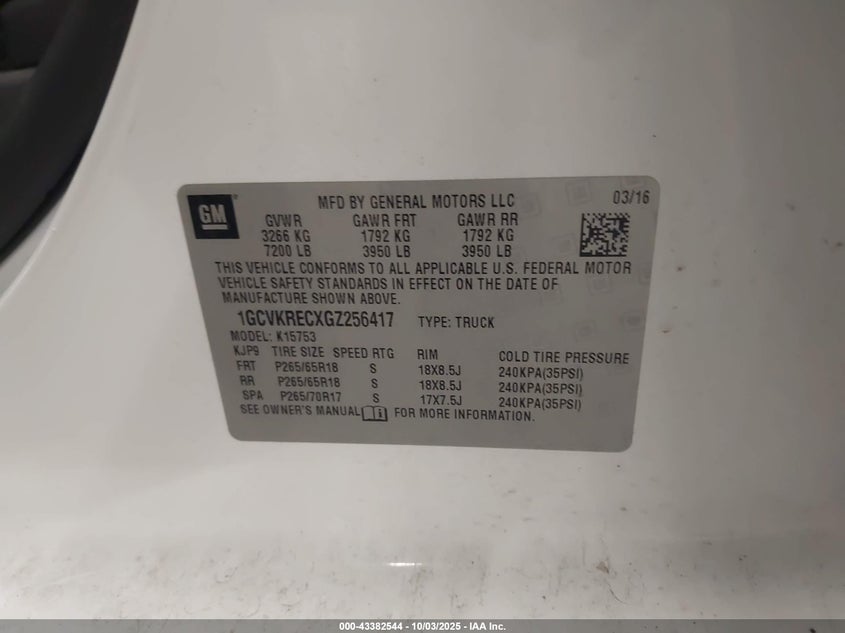 GM
MFD BY GENERAL MOTORS LLC 03/16
GVWR GAWR FRT GAWR RR
3266 KG 1792 KG 1792 KG
7200 LB 3950 LB 3950 LB
THIS VEHICLE CONFORMS TO ALL APPLICABLE U.S. FEDERAL MOTOR
VEHICLE SAFETY STANDARDS IN EFFECT ON THE DATE OF
MANUFACTURE SHOWN ABOVE.
1GCVKRECXGZ256417 TYPE: TRUCK
MODEL: K15753
KJP9 TIRE SIZE SPEED RTG RIM COLD TIRE PRESSURE
FRT P265/65R18 S 18X8.5J 240KPA(35PSI)
RR P265/65R18 S 18X8.5J 240KPA(35PSI)
SPA P265/70R17 S 17X7.5J 240KPA(35PSI)
SEE OWNER'S MANUAL FOR MORE INFORMATION.
000-43382544 | 10/03/2025 | IAA Inc.